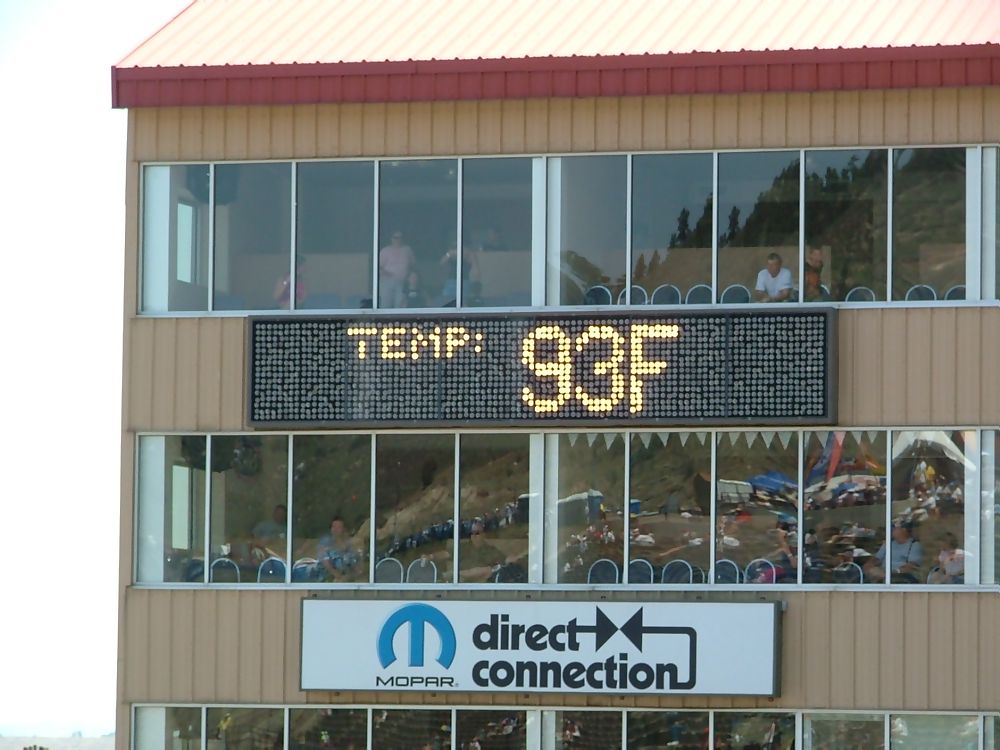 TEMP: 93F
MOPAR
direct
connection